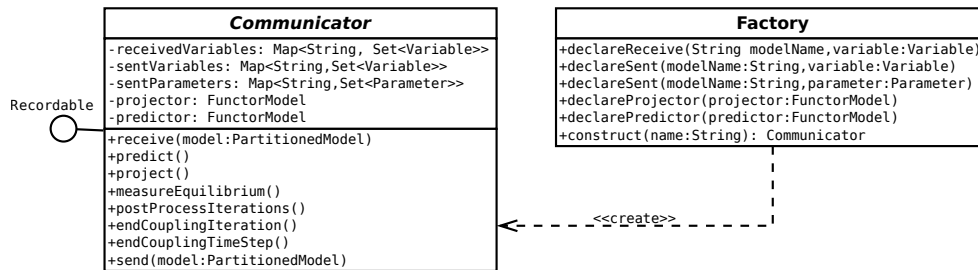 Communicator
-receivedVariables: Map<String, Set<Variable>>
-sentVariables: Map<String,Set<Variable>>
-sentParameters: Map<String,Set<Parameter>>
-projector: FunctorModel
-predictor: FunctorModel
+receive(model:PartitionedModel)
+predict()
+project()
+measureEquilibrium()
+postProcessIterations()
+endCouplingIteration()
+endCouplingTimeStep()
+send(model:PartitionedModel)
Recordable
Factory
+declareReceive(String modelName,variable:Variable)
+declareSent(modelName:String,variable:Variable)
+declareSent(modelName:String,parameter:Parameter)
+declareProjector(projector:FunctorModel)
+declarePredictor(predictor:FunctorModel)
+construct(name:String): Communicator
<<create>>